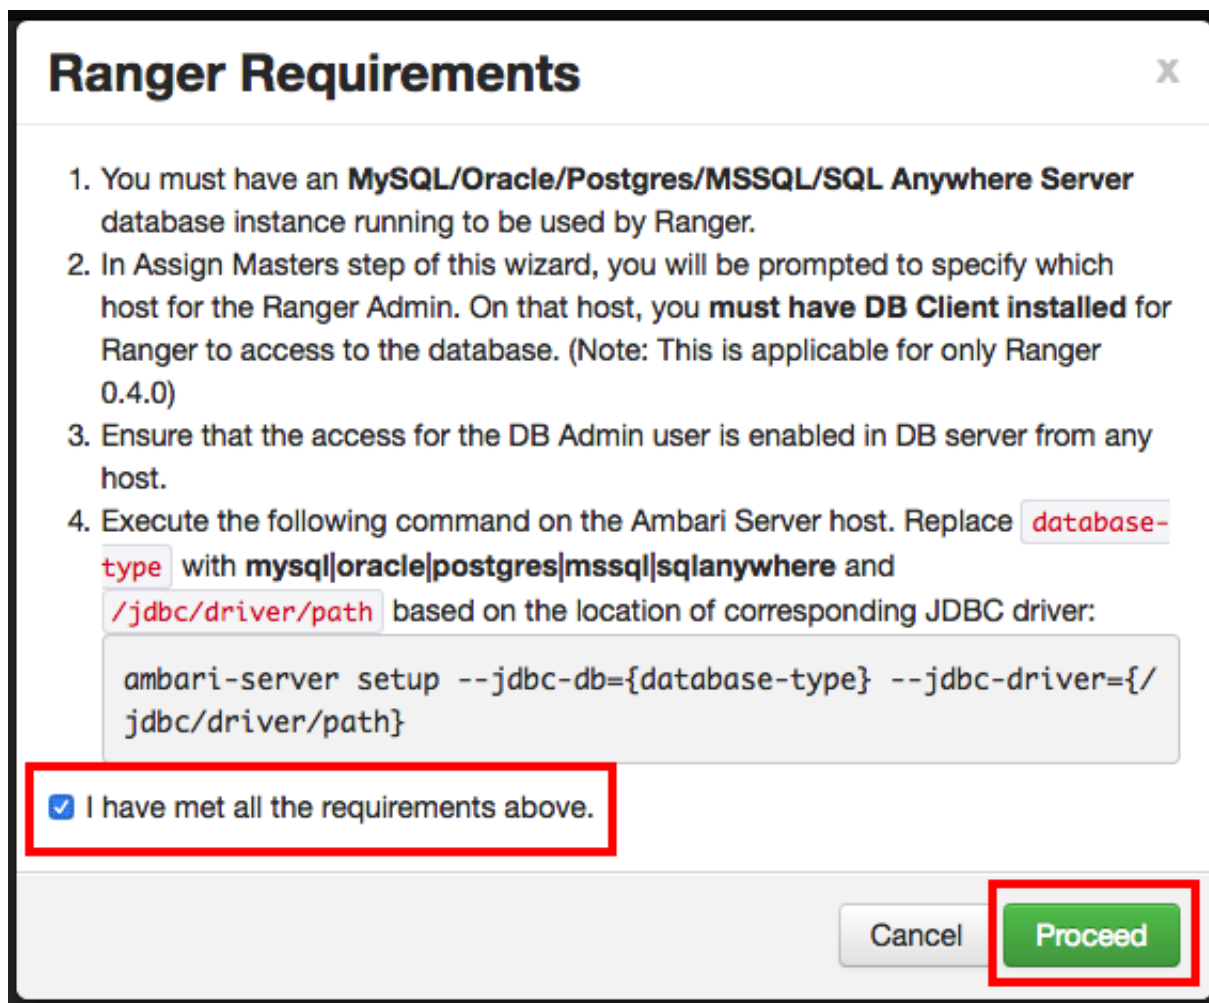 Ranger Requirements
x
1. You must have an MySQL/Oracle/Postgres/MSSQL/SQL Anywhere Server
database instance running to be used by Ranger.
2. In Assign Masters step of this wizard, you will be prompted to specify which
host for the Ranger Admin. On that host, you must have DB Client installed for
Ranger to access to the database. (Note: This is applicable for only Ranger
0.4.0)
3. Ensure that the access for the DB Admin user is enabled in DB server from any
host.
4. Execute the following command on the Ambari Server host. Replace database-
type with mysql|oracle|postgres|mssql|sqlanywhere and
/jdbc/driver/path based on the location of corresponding JDBC driver:
ambari-server setup --jdbc-db={database-type} --jdbc-driver={/
jdbc/driver/path}
I have met all the requirements above.
Cancel Proceed